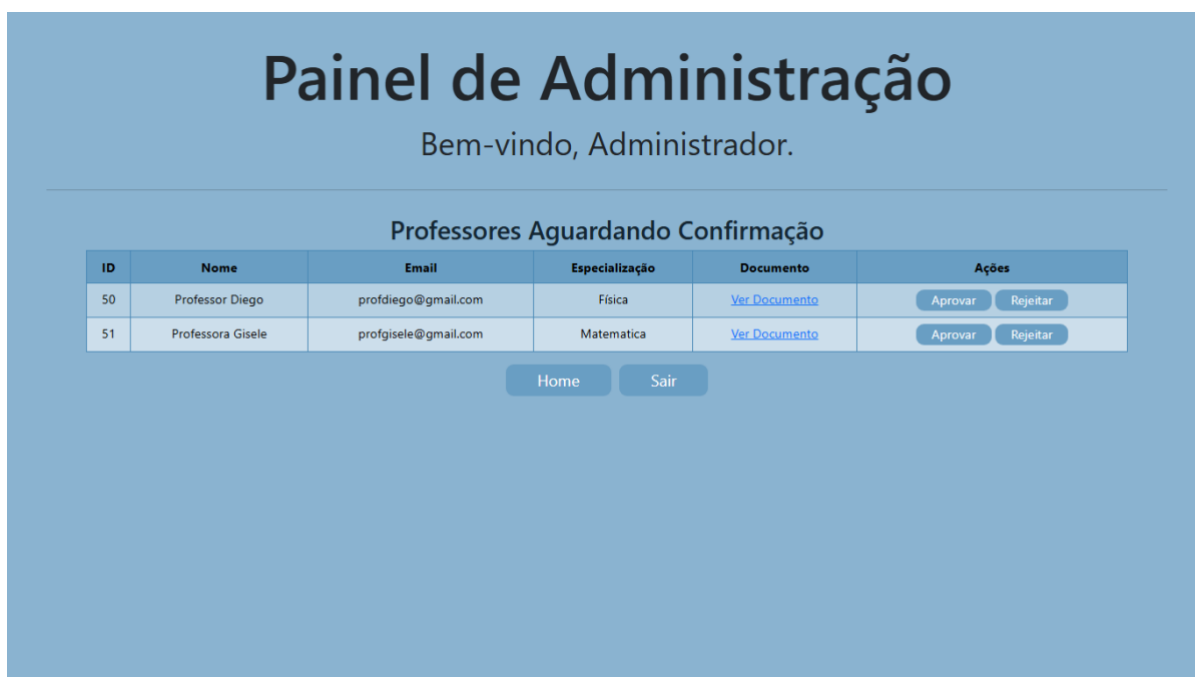 Painel de Administração
Bem-vindo, Administrador.
Professores Aguardando Confirmação
ID Nome Email Especialização Documento Ações
50 Professor Diego profdiego@gmail.com Física Ver Documento Aprovar Rejeitar
51 Professora Gisele profgisele@gmail.com Matematica Ver Documento Aprovar Rejeitar
Home Sair